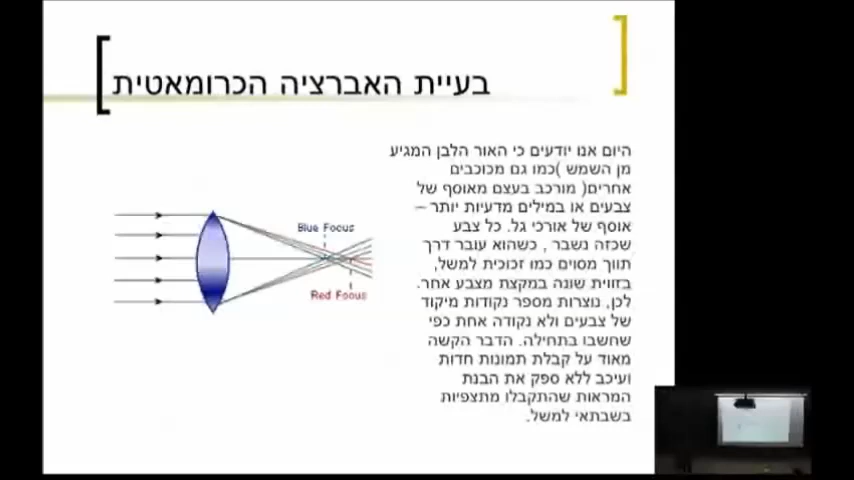 בעיית האברציה הכרומאטית
היום אנו יודעים כי האור הלבן המגיע
מן השמש )כמו גם מכוכבים
אחרים( מורכב בעצם מאוסף של
צבעים או במילים מדעיות יותר –
אוסף של אורכי גל. כל צבע
שכזה נשבר , כשהוא עובר דרך
תווך מסוים כמו זכוכית למשל,
בזווית שונה במקצת מצבע אחר.
לכן, נוצרות מספר נקודות מיקוד
של צבעים ולא נקודה אחת כפי
שחשבו בתחילה. הדבר הקשה
מאוד על קבלת תמונות חדות
ועיכב ללא ספק את הבנת
המראות שהתקבלו מתצפיות
בשבתאי למשל.
Blue Focus
Red Focus